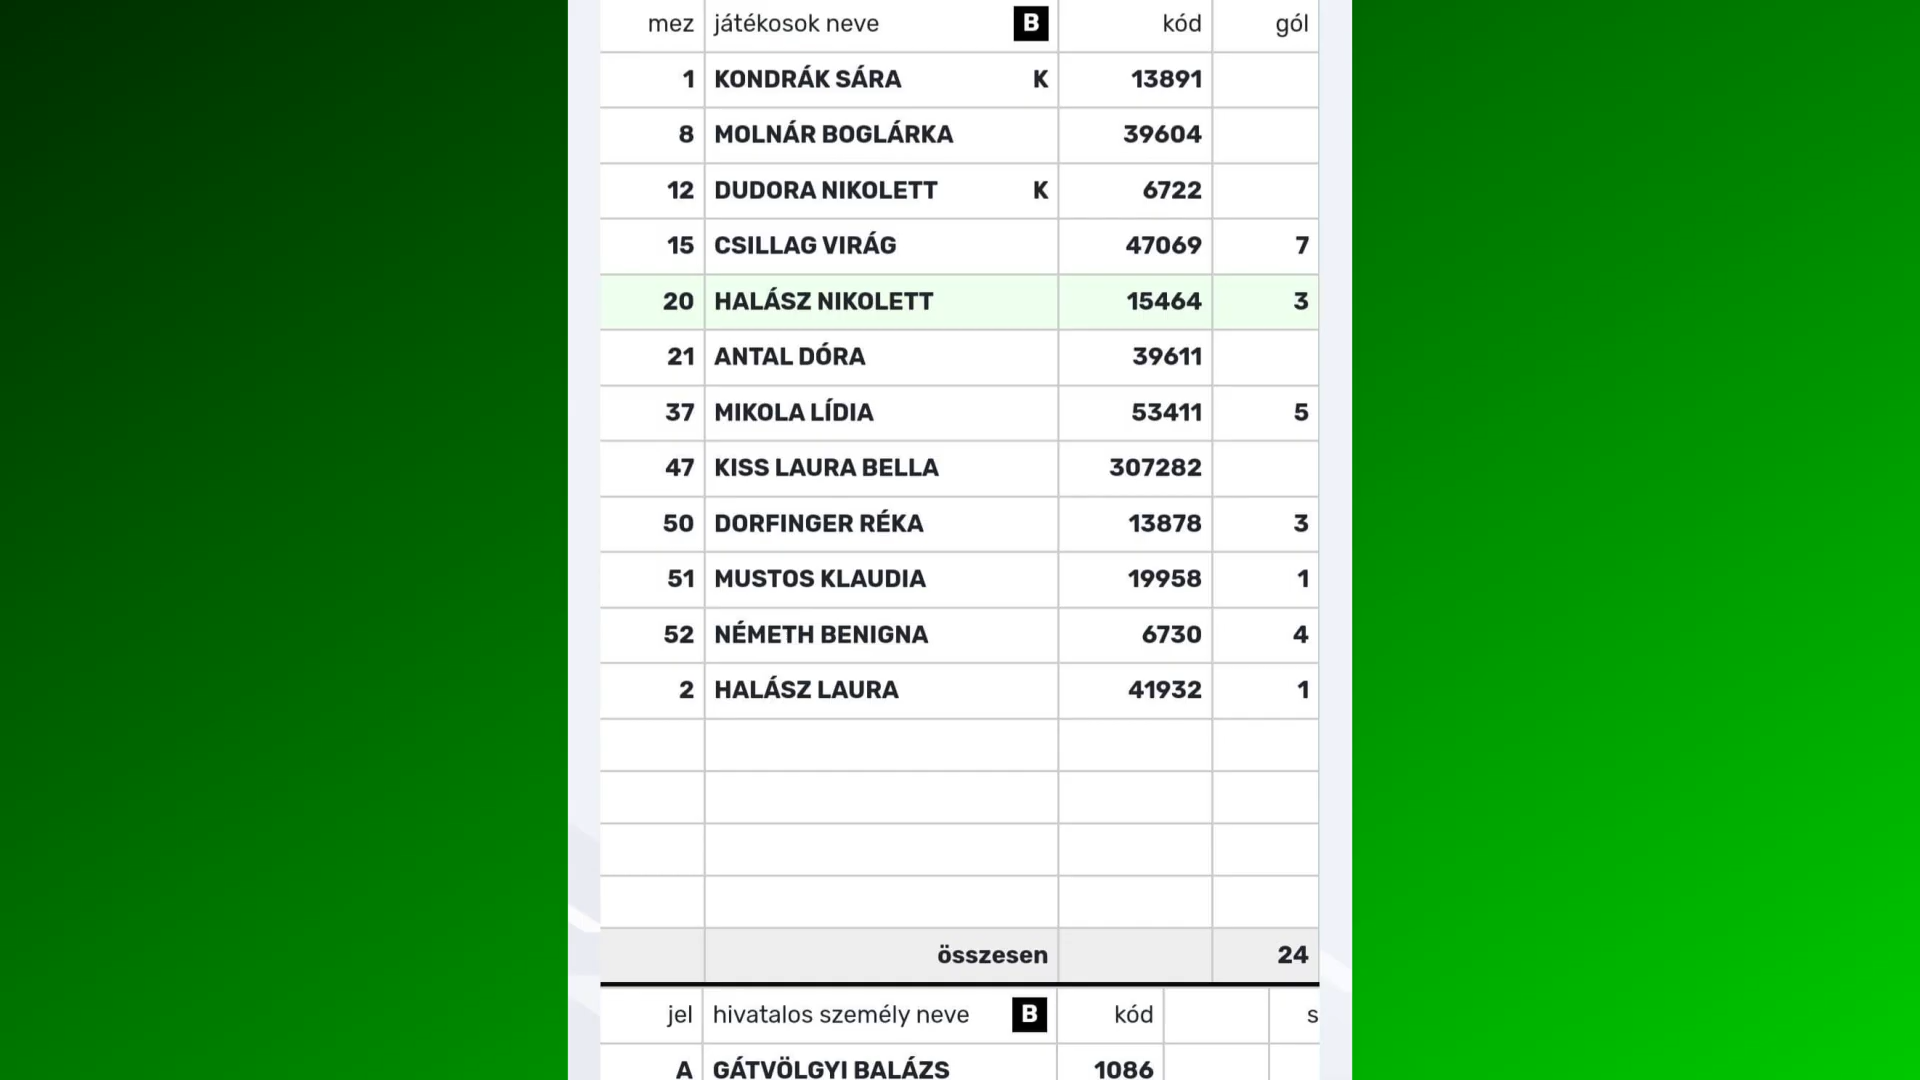 mez játékosok neve B kód gól
1 KONDRÁK SÁRA K 13891
8 MOLNÁR BOGLÁRKA 39604
12 DUDORA NIKOLETT K 6722
15 CSILLAG VIRÁG 47069 7
20 HALÁSZ NIKOLETT 15464 3
21 ANTAL DÓRA 39611
37 MIKOLA LÍDIA 53411 5
47 KISS LAURA BELLA 307282
50 DORFINGER RÉKA 13878 3
51 MUSTOS KLAUDIA 19958 1
52 NÉMETH BENIGNA 6730 4
2 HALÁSZ LAURA 41932 1
összesen 24
jel hivatalos személy neve B kód s
A GÁTVÖLGYI BALÁZS 1086